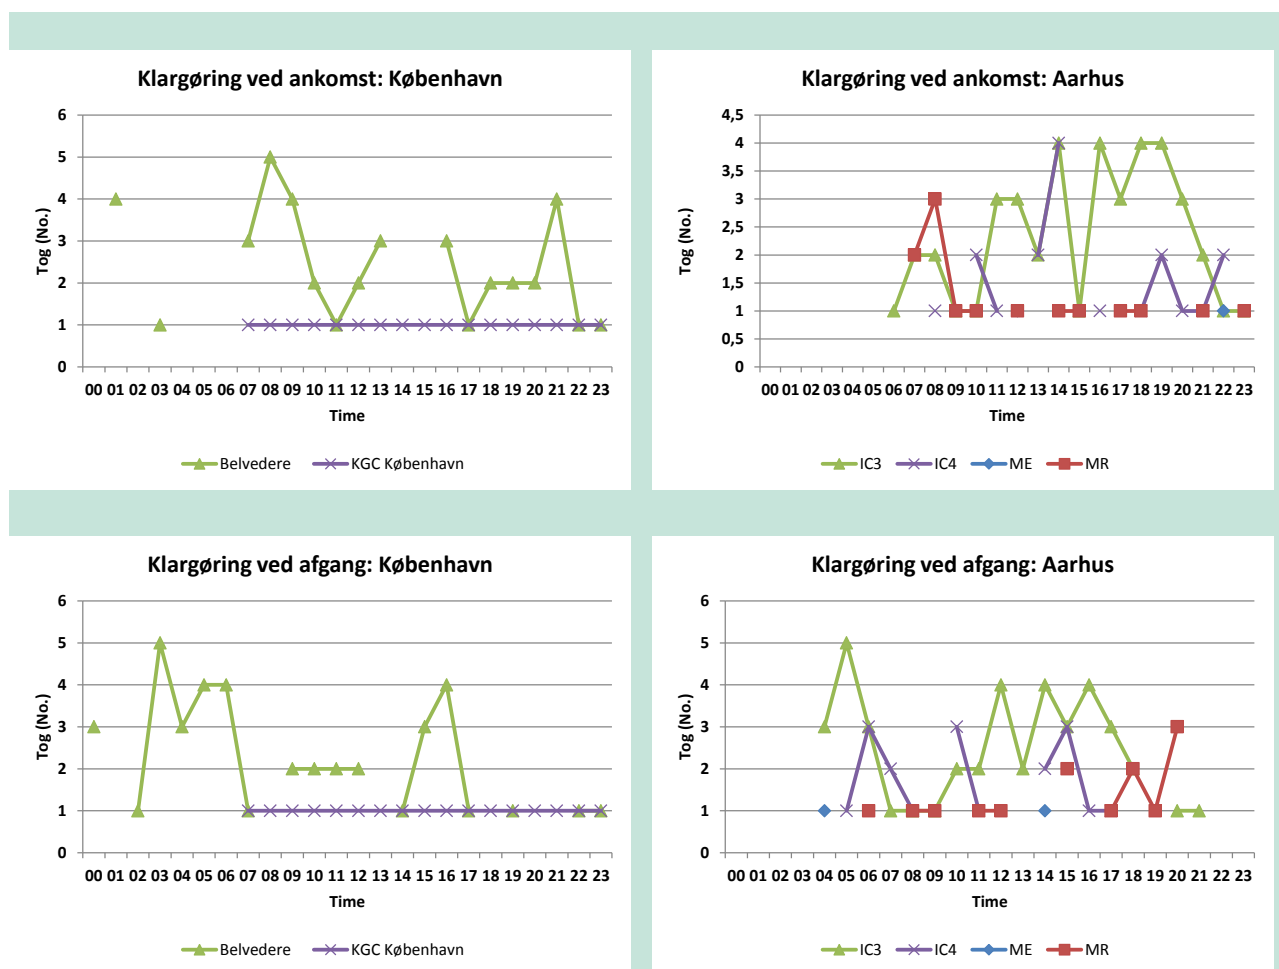 Klargøring ved ankomst: København
6
5
4
3
2
1
0
Tog (No.)
00 01 02 03 04 05 06 07 08 09 10 11 12 13 14 15 16 17 18 19 20 21 22 23
Time
Belvedere KGC København
Klargøring ved ankomst: Aarhus
4,5
4
3,5
3
2,5
2
1,5
1
0,5
0
Tog (No.)
00 01 02 03 04 05 06 07 08 09 10 11 12 13 14 15 16 17 18 19 20 21 22 23
Time
IC3 IC4 ME MR
Klargøring ved afgang: København
6
5
4
3
2
1
0
Tog (No.)
00 01 02 03 04 05 06 07 08 09 10 11 12 13 14 15 16 17 18 19 20 21 22 23
Time
Belvedere KGC København
Klargøring ved afgang: Aarhus
6
5
4
3
2
1
0
Tog (No.)
00 01 02 03 04 05 06 07 08 09 10 11 12 13 14 15 16 17 18 19 20 21 22 23
Time
IC3 IC4 ME MR